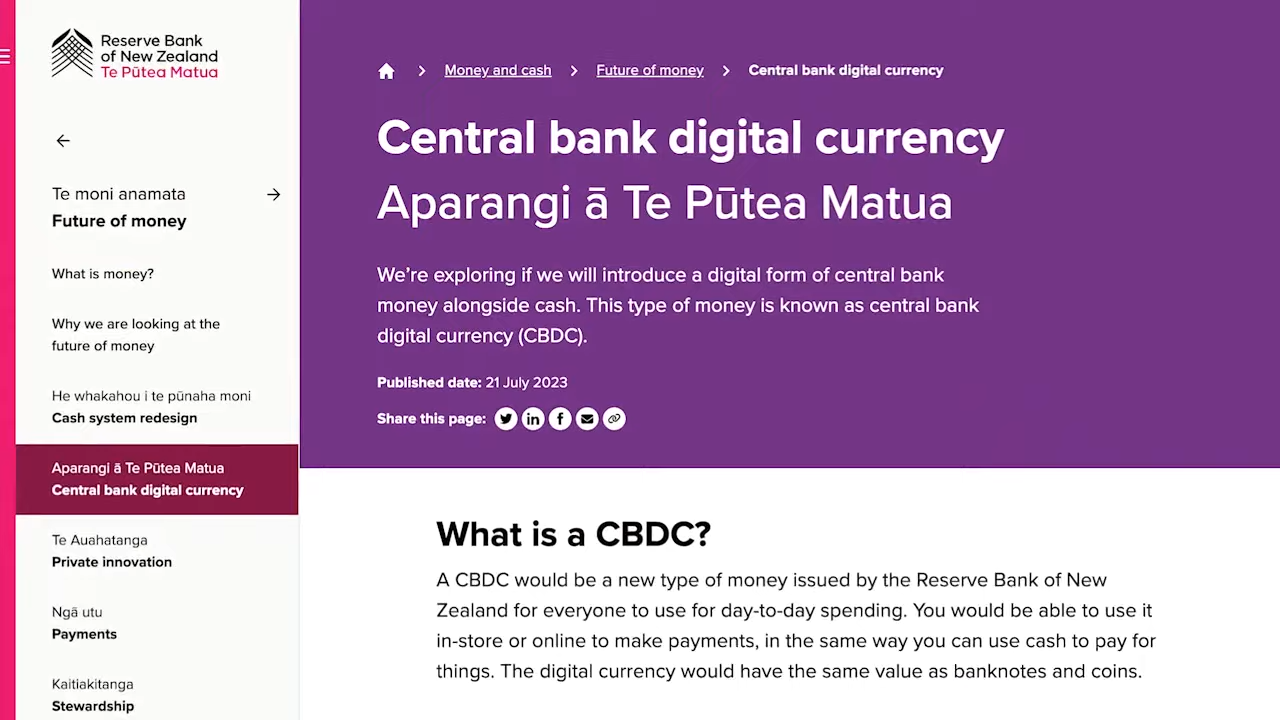 Reserve Bank
of New Zealand
Te Pūtea Matua
Te moni anamata
Future of money
What is money?
Why we are looking at the
future of money
He whakahou i te pūnaha moni
Cash system redesign
Aparangi ā Te Pūtea Matua
Central bank digital currency
Te Auahatanga
Private innovation
Ngā utu
Payments
Kaitiakitanga
Stewardship
Money and cash
Future of money
Central bank digital currency
Central bank digital currency
Aparangi ā Te Pūtea Matua
We’re exploring if we will introduce a digital form of central bank
money alongside cash. This type of money is known as central bank
digital currency (CBDC).
Published date: 21 July 2023
Share this page:
What is a CBDC?
A CBDC would be a new type of money issued by the Reserve Bank of New
Zealand for everyone to use for day-to-day spending. You would be able to use it
in-store or online to make payments, in the same way you can use cash to pay for
things. The digital currency would have the same value as banknotes and coins.